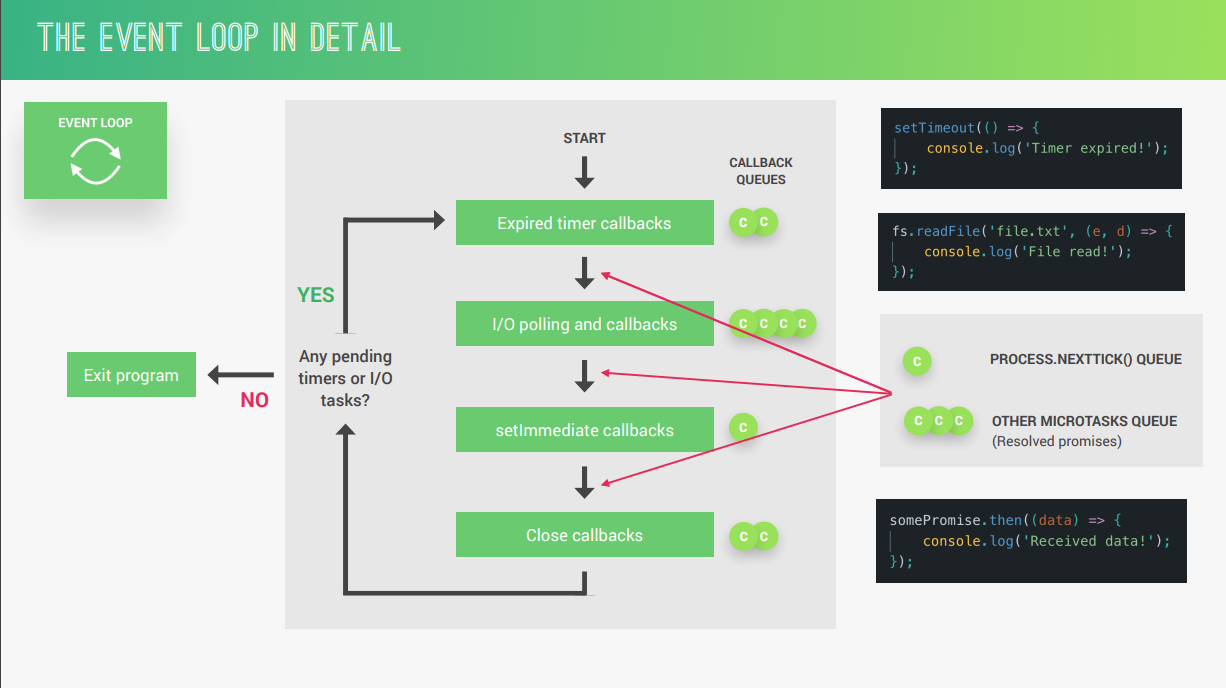 THE EVENT LOOP IN DETAIL
EVENT LOOP
START
CALLBACK
QUEUES
Expired timer callbacks
C C
YES
I/O polling and callbacks
C C C C
Any pending
timers or I/O
tasks?
Exit program
NO
setImmediate callbacks
C
Close callbacks
C C
setTimeout(() => {
console.log('Timer expired!');
});
fs.readFile('file.txt', (e, d) => {
console.log('File read!');
});
C
PROCESS.NEXTTICK() QUEUE
C C C
OTHER MICROTASKS QUEUE
(Resolved promises)
somePromise.then((data) => {
console.log('Received data!');
});